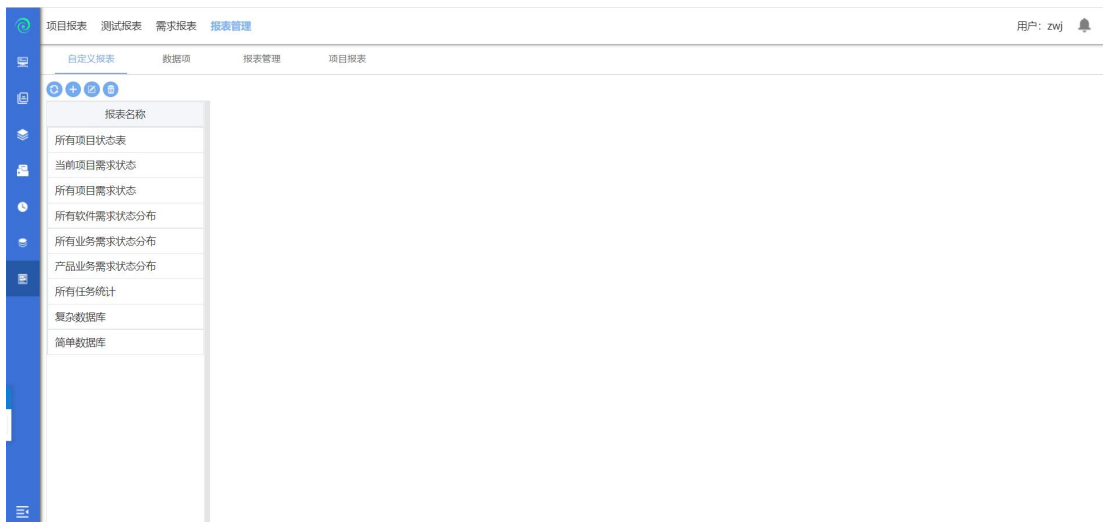 项目报表 测试报表 需求报表 报表管理 用户：zwj
自定义报表 数据项 报表管理 项目报表
报表名称
所有项目状态表
当前项目需求状态
所有项目需求状态
所有软件需求状态分布
所有业务需求状态分布
产品业务需求状态分布
所有任务统计
复杂数据库
简单数据库